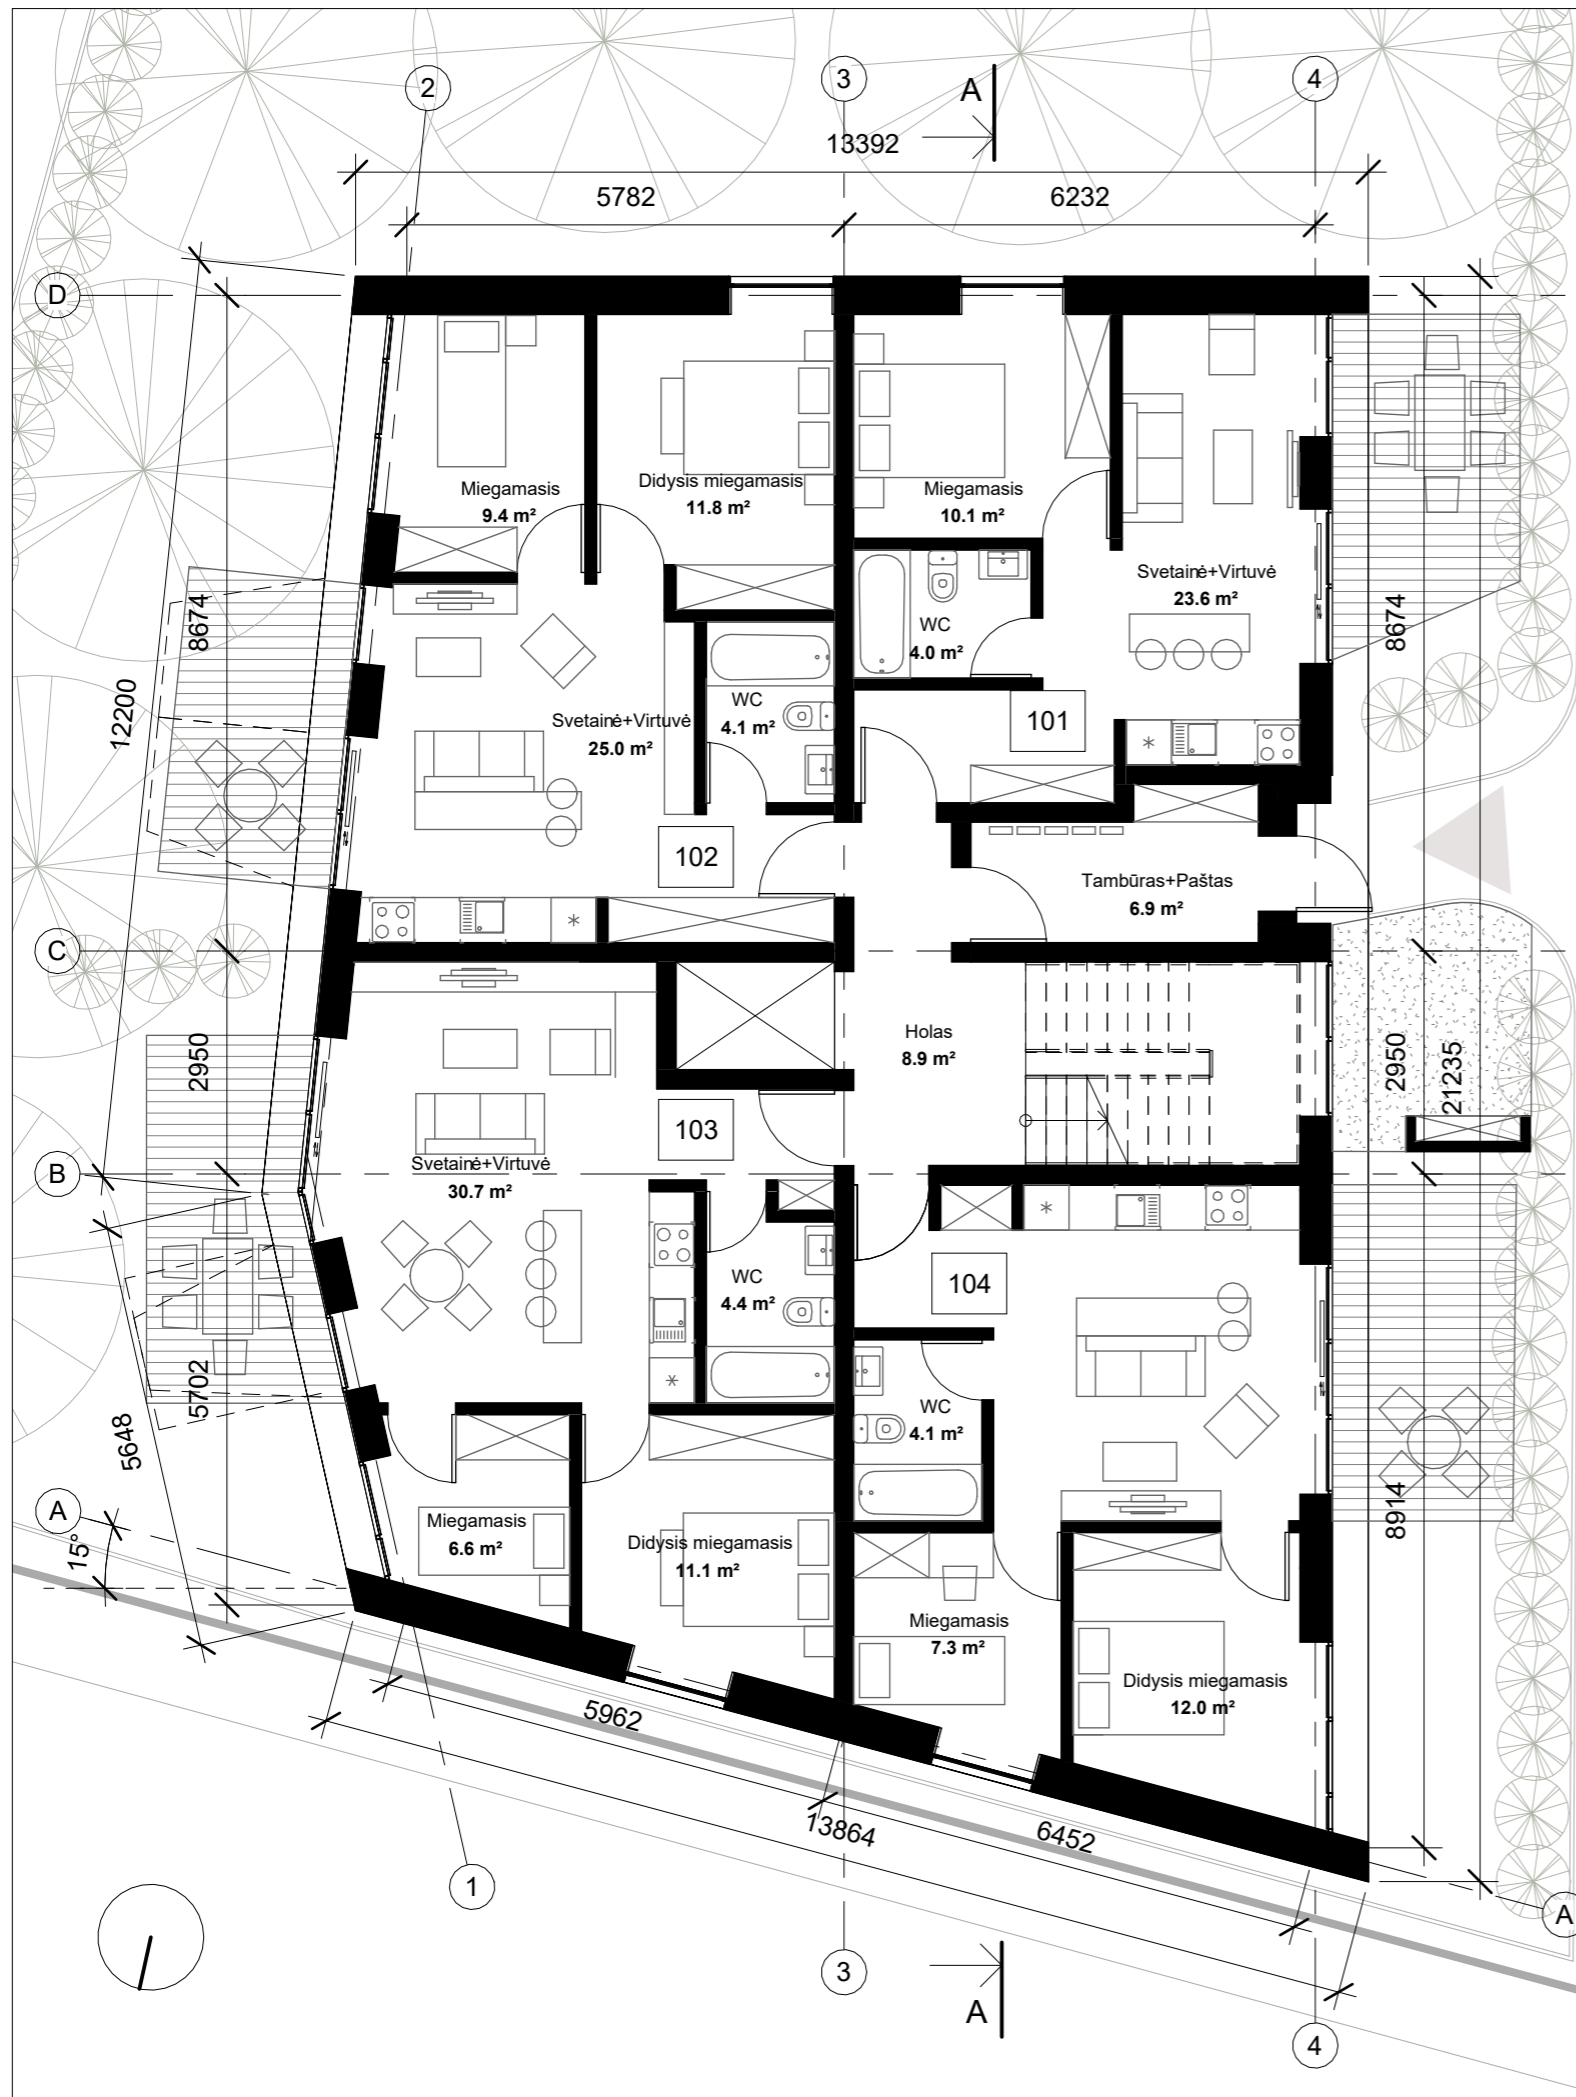 2
3
4
A
13392
5782
6232
D
Miegamasis
9.4 m²
Didysis miegamasis
11.8 m²
Miegamasis
10.1 m²
Svetainė+Virtuvė
23.6 m²
8674
8674
WC
4.0 m²
12200
Svetainė+Virtuvė
25.0 m²
WC
4.1 m²
101
102
Tambūras+Paštas
6.9 m²
C
Holas
8.9 m²
2950
2950
21235
103
B
Svetainė+Virtuvė
30.7 m²
WC
4.4 m²
104
5702
5648
WC
4.1 m²
A
15°
Miegamasis
6.6 m²
Didysis miegamasis
11.1 m²
8914
Miegamasis
7.3 m²
Didysis miegamasis
12.0 m²
5962
13864
6452
1
A
3
A
4